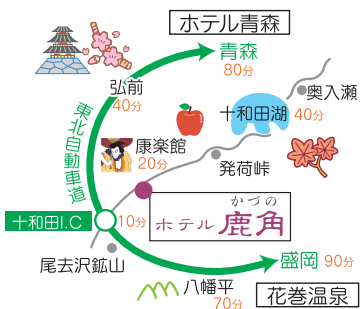 ホテル青森
青森
80分
弘前
40分
奥入瀬
十和田湖
40分
東北自動車道
康楽館
20分
発荷峠
十和田I.C
10分
かづの
ホテル鹿角
尾去沢鉱山
盛岡
90分
八幡平
70分
花巻温泉